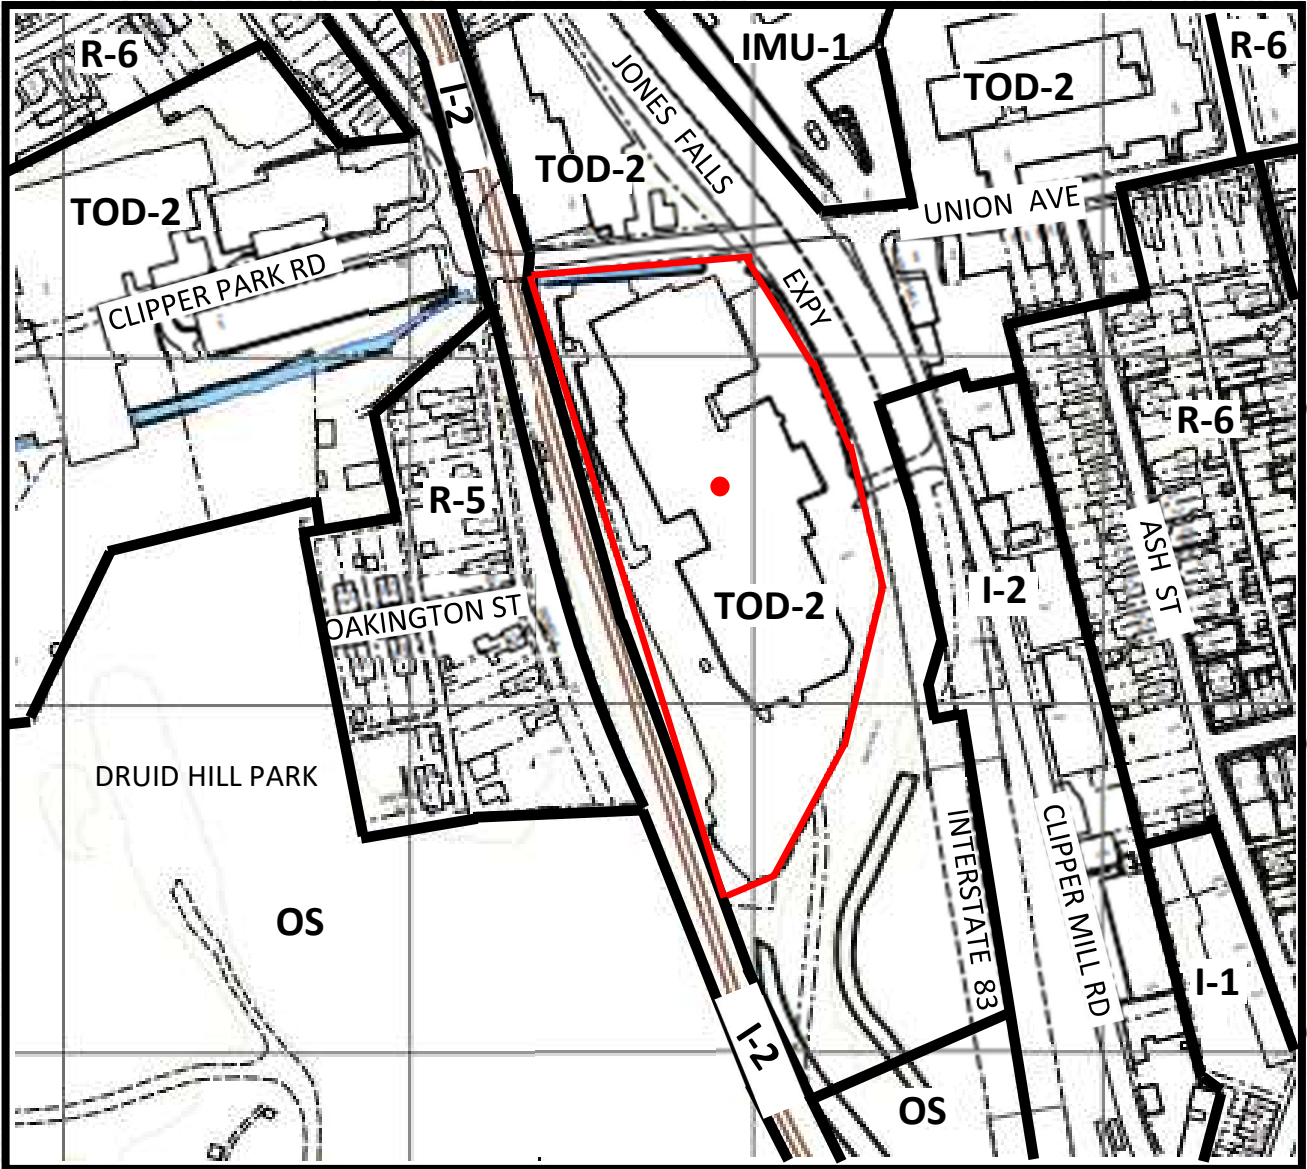 R-6
I-2
JONES FALLS
IMU-1
TOD-2
R-6
TOD-2
TOD-2
UNION AVE
CLIPPER PARK RD
EXPY
R-6
R-5
ASH ST
I-2
TOD-2
OAKINGTON ST
DRUID HILL PARK
INTERSTATE 83
CLIPPER MILL RD
OS
I-1
I-2
OS